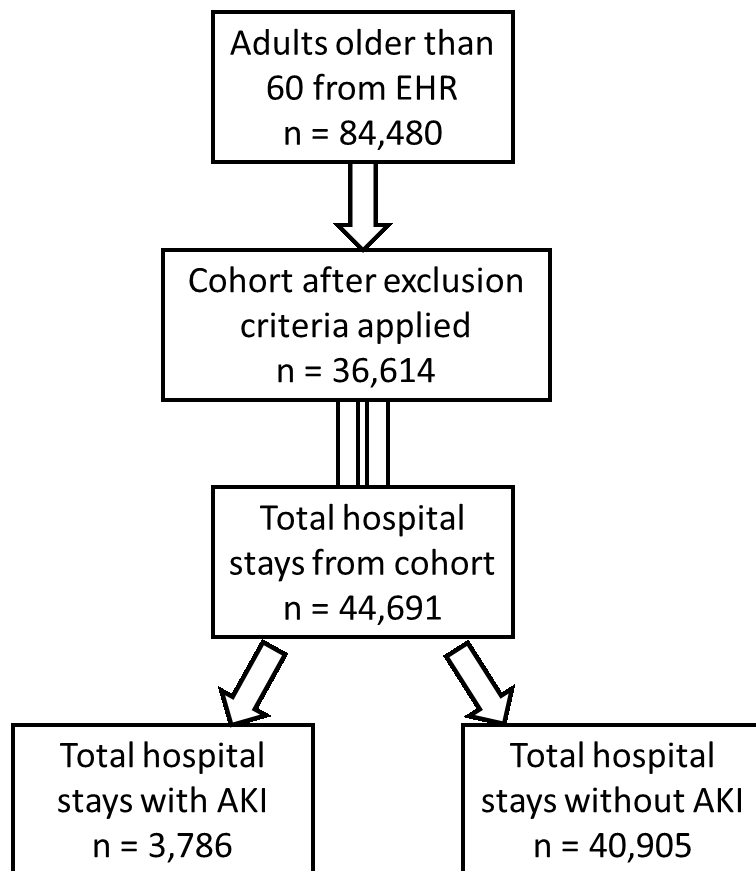 Adults older than
60 from EHR
n = 84,480
Cohort after exclusion
criteria applied
n = 36,614
Total hospital
stays from cohort
n = 44,691
Total hospital
stays with AKI
n = 3,786
Total hospital
stays without AKI
n = 40,905